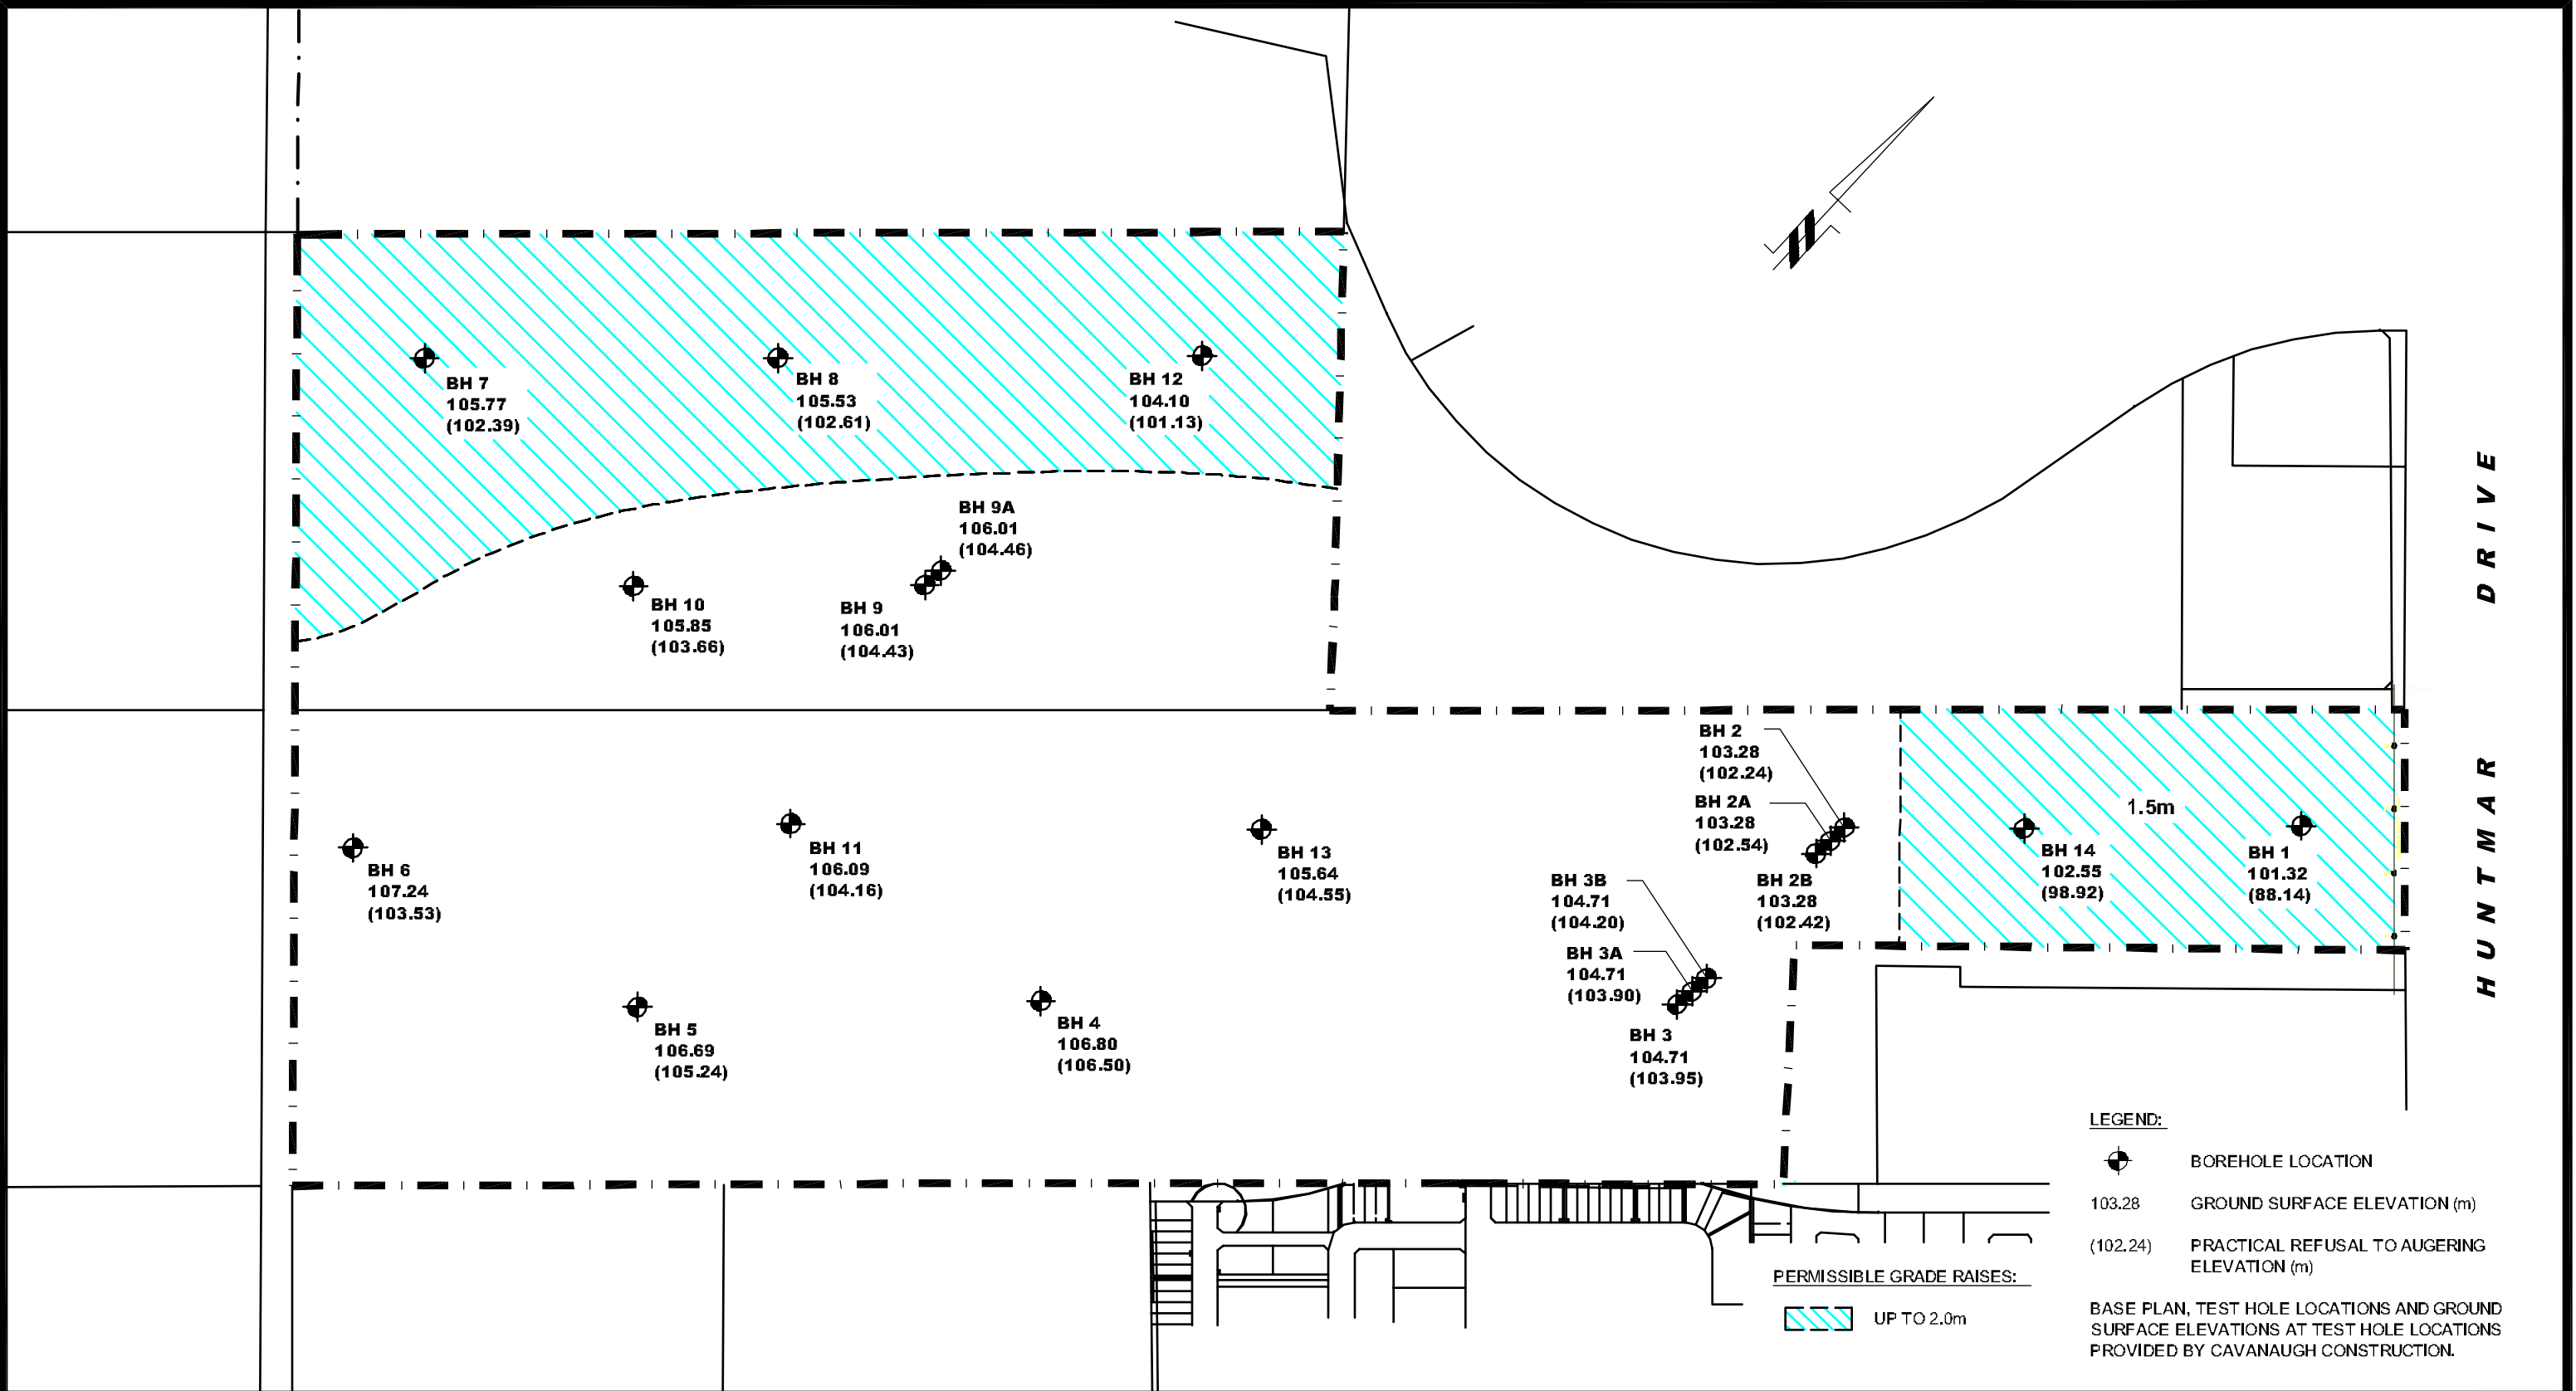 BH 7
105.77
(102.39)
BH 8
105.53
(102.61)
BH 12
104.10
(101.13)
BH 9A
106.01
(104.46)
BH 10
105.85
(103.66)
BH 9
106.01
(104.43)
BH 2
103.28
(102.24)
BH 2A
103.28
(102.54)
BH 2B
103.28
(102.42)
1.5m
BH 14
102.55
(98.92)
BH 1
101.32
(88.14)
BH 6
107.24
(103.53)
BH 11
106.09
(104.16)
BH 13
105.64
(104.55)
BH 3B
104.71
(104.20)
BH 3A
104.71
(103.90)
BH 3
104.71
(103.95)
BH 5
106.69
(105.24)
BH 4
106.80
(106.50)
HUNTMAR DRIVE
LEGEND:
BOREHOLE LOCATION
103.28 GROUND SURFACE ELEVATION (m)
(102.24) PRACTICAL REFUSAL TO AUGERING
ELEVATION (m)
PERMISSIBLE GRADE RAISES:
UP TO 2.0m
BASE PLAN, TEST HOLE LOCATIONS AND GROUND
SURFACE ELEVATIONS AT TEST HOLE LOCATIONS
PROVIDED BY CAVANAUGH CONSTRUCTION.